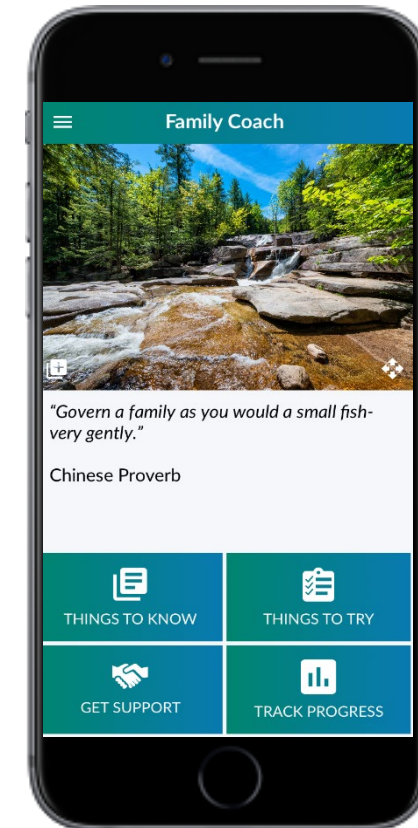 Family Coach
“Govern a family as you would a small fish-
very gently.”
Chinese Proverb
THINGS TO KNOW
THINGS TO TRY
GET SUPPORT
TRACK PROGRESS